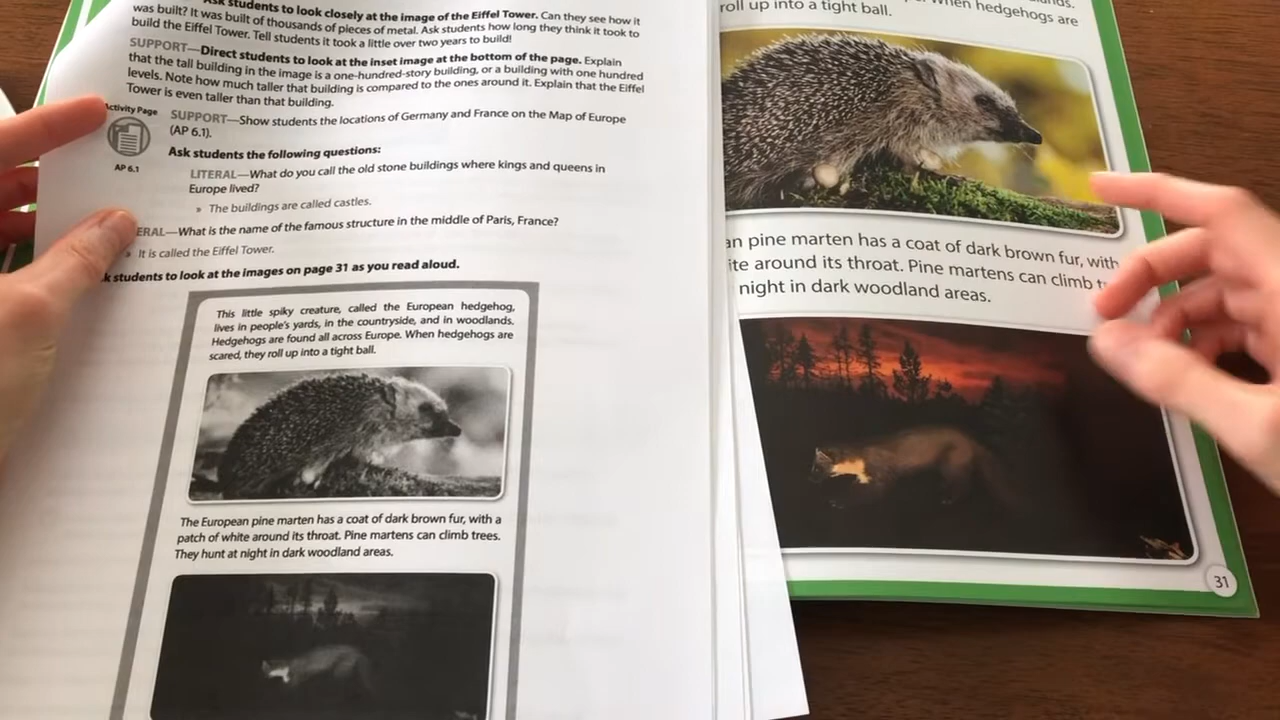 Ask students to look closely at the image of the Eiffel Tower. Can they see how it
was built? It was built of thousands of pieces of metal. Ask students how long they think it took to
build the Eiffel Tower. Tell students it took a little over two years to build!
SUPPORT—Direct students to look at the inset image at the bottom of the page. Explain
that the tall building in the image is a one-hundred-story building, or a building with one hundred
levels. Note how much taller that building is compared to the ones around it. Explain that the Eiffel
Tower is even taller than that building.
Activity Page
AP 6.1
SUPPORT—Show students the locations of Germany and France on the Map of Europe
(AP 6.1).
Ask students the following questions:
LITERAL—What do you call the old stone buildings where kings and queens in
Europe lived?
» The buildings are called castles.
ERAL—What is the name of the famous structure in the middle of Paris, France?
» It is called the Eiffel Tower.
k students to look at the images on page 31 as you read aloud.
This little spiky creature, called the European hedgehog,
lives in people's yards, in the countryside, and in woodlands.
Hedgehogs are found all across Europe. When hedgehogs are
scared, they roll up into a tight ball.
The European pine marten has a coat of dark brown fur, with a
patch of white around its throat. Pine martens can climb trees.
They hunt at night in dark woodland areas.
When hedgehogs are
roll up into a tight ball.
an pine marten has a coat of dark brown fur, with
ite around its throat. Pine martens can climb t
night in dark woodland areas.
31